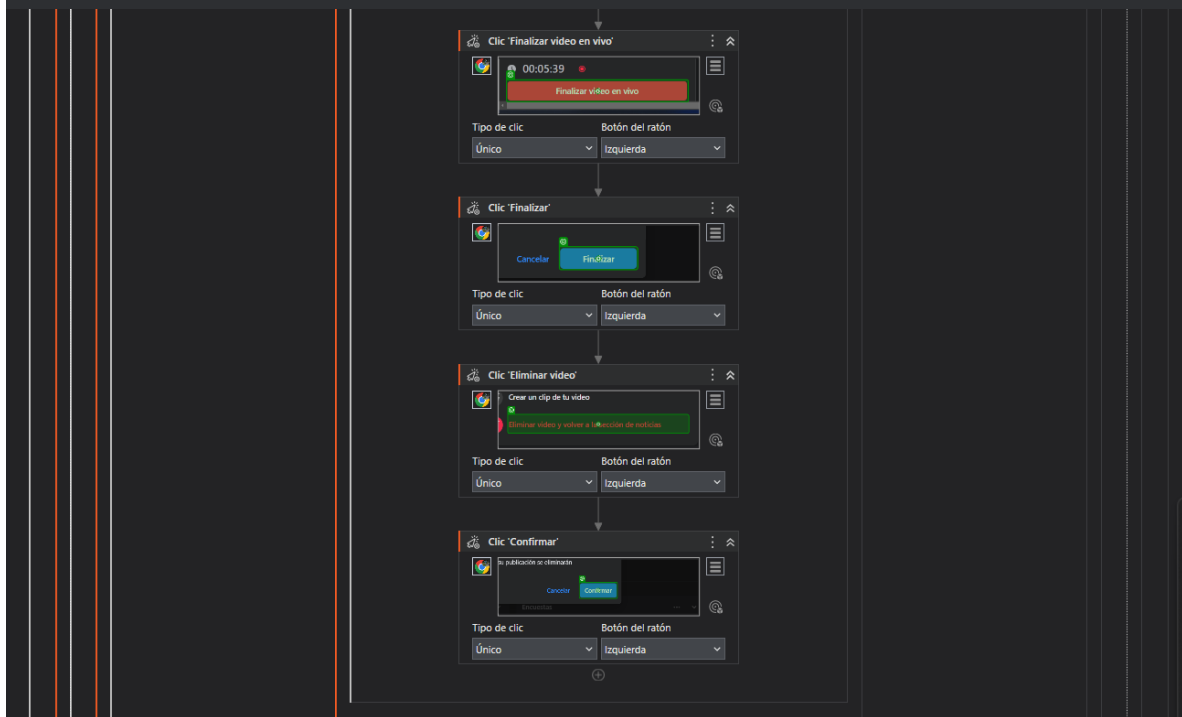 Clic 'Finalizar video en vivo'
00:05:39
Finalizar video en vivo
Tipo de clic Botón del ratón
Único Izquierda
Clic 'Finalizar'
Cancelar Finalizar
Tipo de clic Botón del ratón
Único Izquierda
Clic 'Eliminar video'
Crear un clip de tu video
Eliminar video y volver a la sección de noticias
Tipo de clic Botón del ratón
Único Izquierda
Clic 'Confirmar'
tu publicación se eliminarán
Cancelar Confirmar
Encuestas
Tipo de clic Botón del ratón
Único Izquierda